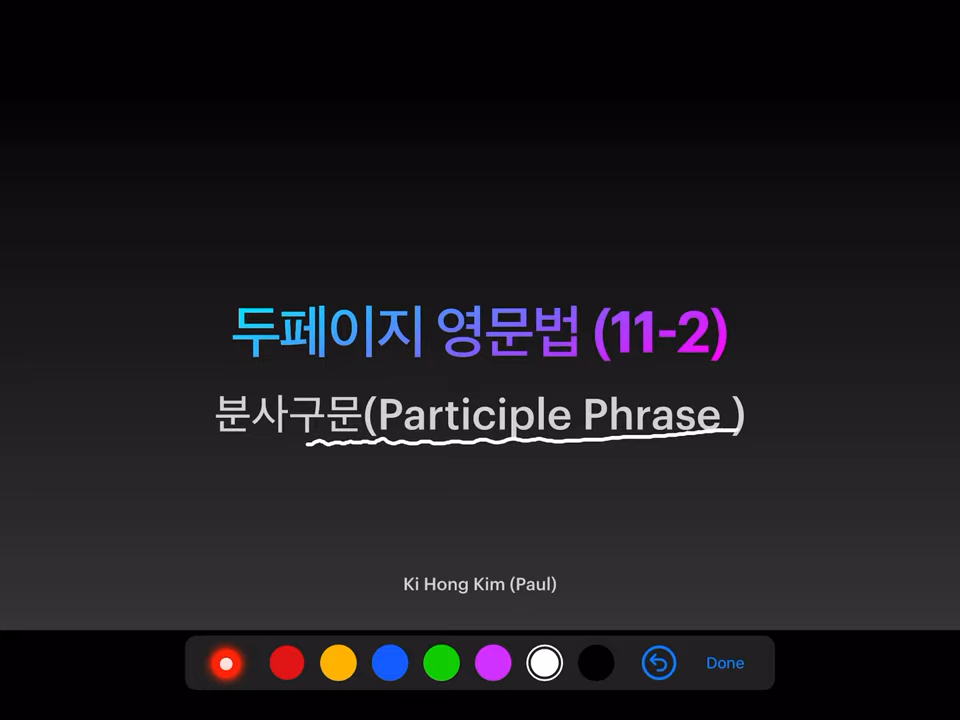 두페이지 영문법 (11-2)
분사구문(Participle Phrase )
Ki Hong Kim (Paul)
Done